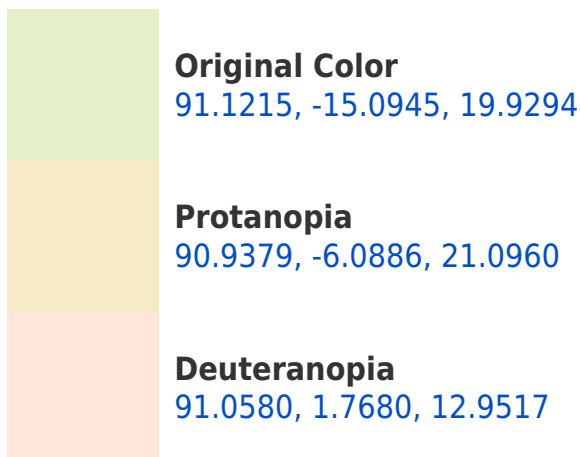 Original Color
91.1215, -15.0945, 19.9294
Protanopia
90.9379, -6.0886, 21.0960
Deuteranopia
91.0580, 1.7680, 12.9517